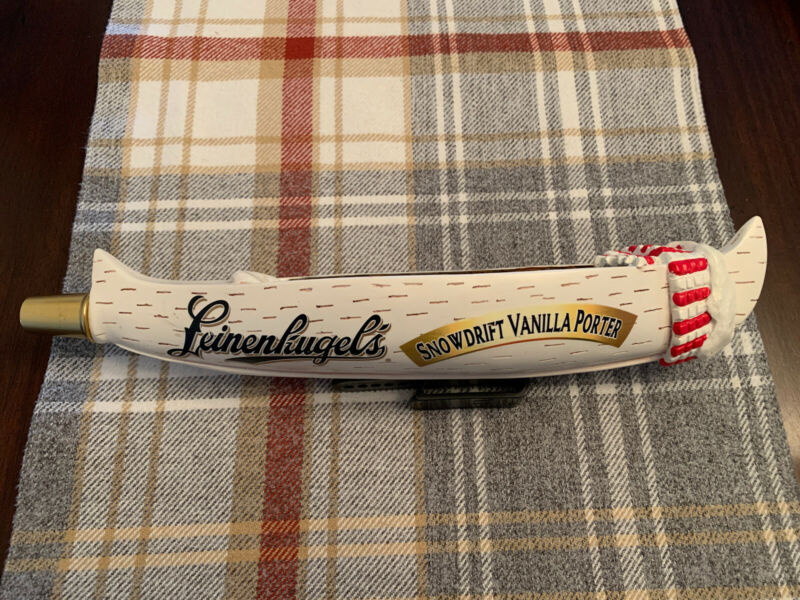 Leinenkugel's
SNOWDRIFT VANILLA PORTER